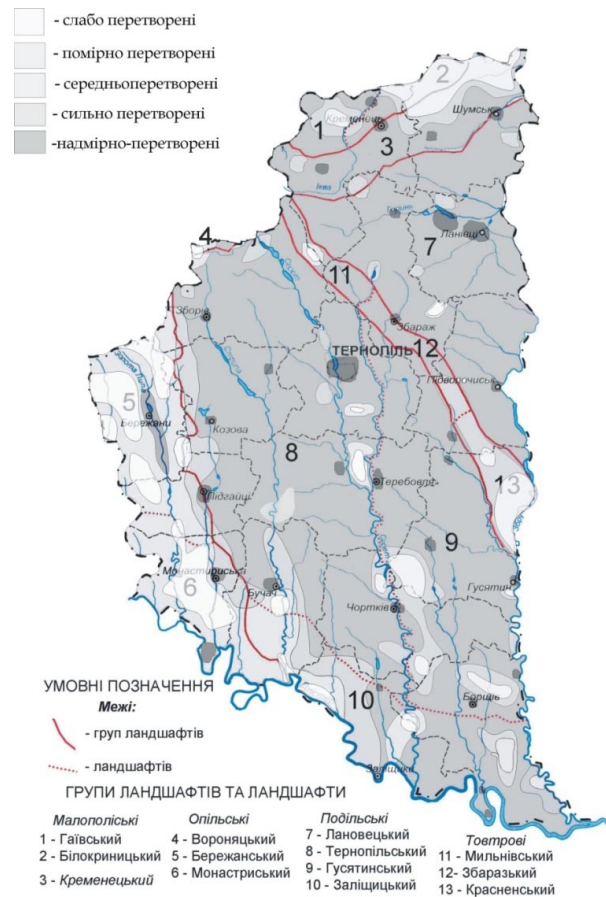 - слабо перетворені
- помірно перетворені
- середньоперетворені
- сильно перетворені
-надмірно-перетворені
2
1
Кременець
Шумськ
3
Іква
4
7
Ланівці
11
Зборів
Збараж
ТЕРНОПІЛЬ
12
Підволочиськ
Золота Липа
5
Бережани
Козова
8
Теребовля
13
Підгайці
9
Монастириська
6
Бучач
Гусятин
Чортків
10
Борщів
Заліщики
УМОВНІ ПОЗНАЧЕННЯ
Межі:
- груп ландшафтів
- ландшафтів
ГРУПИ ЛАНДШАФТІВ ТА ЛАНДШАФТИ
Малополіські
1 - Гаївський
2 - Білокриницький
3 - Кременецький
Опільські
4 - Вороняцький
5 - Бережанський
6 - Монастриський
Подільські
7 - Лановецький
8 - Тернопільський
9 - Гусятинський
10 - Заліщицький
Товтрові
11 - Мильнівський
12- Збаразький
13 - Красненський